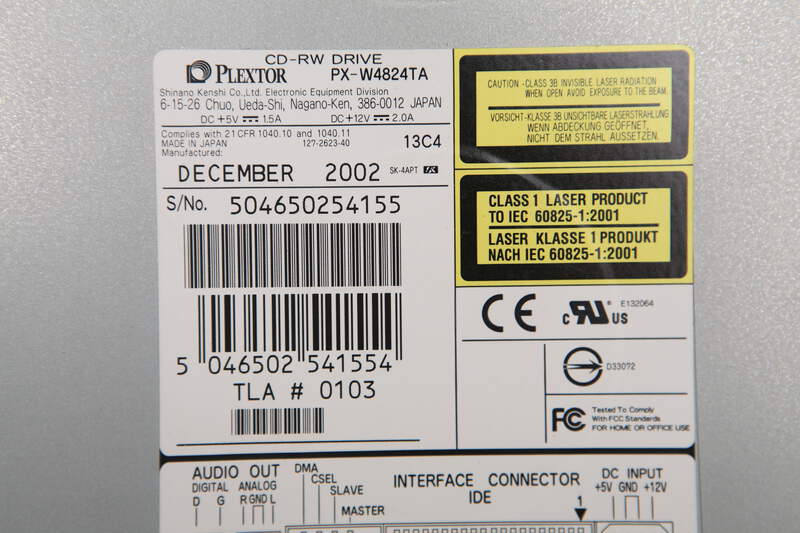 CD-RW DRIVE
PLEXTOR PX-W4824TA
Shinano Kenshi Co.,Ltd. Electronic Equipment Division
6-15-26 Chuo, Ueda-Shi, Nagano-Ken, 386-0012 JAPAN
DC +5V 1.5A DC +12V 2.0A
Complies with 21 CFR 1040.10 and 1040.11
MADE IN JAPAN 127-2623-40 13C4
Manufactured:
DECEMBER 2002 SK-4APT
S/No. 504650254155
5 046502 541554
TLA # 0103
CAUTION -CLASS 3B INVISIBLE LASER RADIATION
WHEN OPEN AVOID EXPOSURE TO THE BEAM.
VORSICHT-KLASSE 3B UNSICHTBARE LASERSTRAHLUNG
WENN ABDECKUNG GEÖFFNET,
NICHT DEM STRAHL AUSSETZEN.
CLASS 1 LASER PRODUCT
TO IEC 60825-1:2001
LASER KLASSE 1 PRODUKT
NACH IEC 60825-1:2001
CE c RU US E132064
D33072
FC Tested To Comply
With FCC Standards
FOR HOME OR OFFICE USE
AUDIO OUT
DIGITAL ANALOG
D G R GND L
DMA
CSEL
SLAVE
MASTER
INTERFACE CONNECTOR
IDE
1
DC INPUT
+5V GND +12V